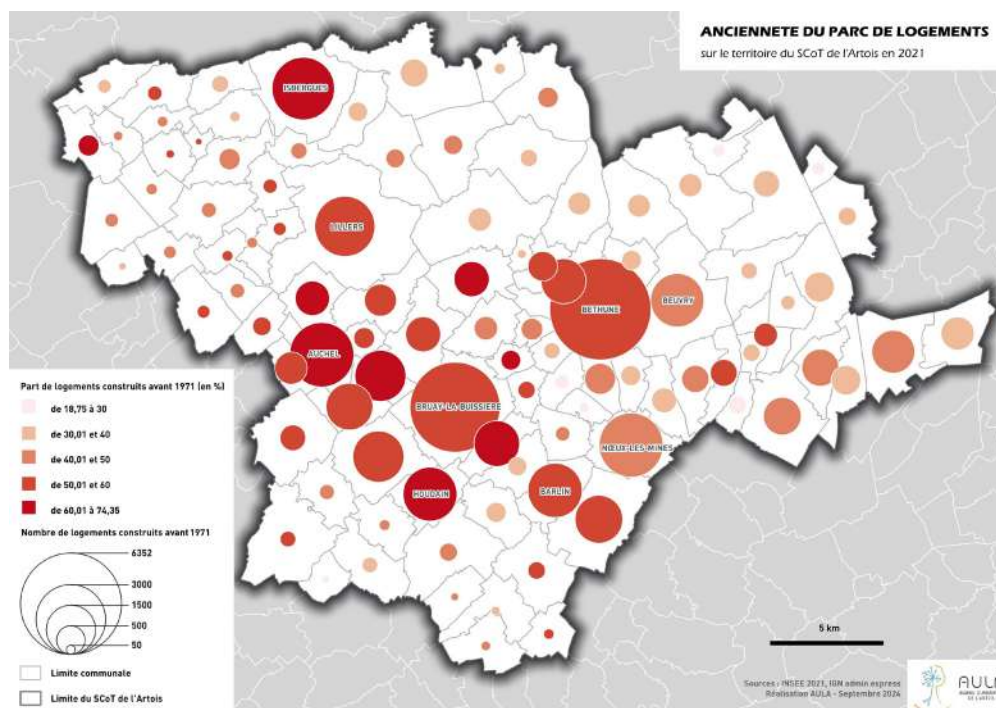 ANCIENNETE DU PARC DE LOGEMENTS
sur le territoire du SCoT de l'Artois en 2021
ISBERGUES
LILLERS
BETHUNE
BEUVRY
AUCHEL
BRUAY-LA-BUISSIERE
NŒUX-LES-MINES
HOUDAIN
BARLIN
Part de logements construits avant 1971 (en %)
de 18,75 à 30
de 30,01 et 40
de 40,01 et 50
de 50,01 et 60
de 60,01 à 74,35
Nombre de logements construits avant 1971
6352
3000
1500
500
50
Limite communale
Limite du SCoT de l'Artois
5 km
Sources : INSEE 2021, IGN admin express
Réalisation AULA - Septembre 2024
AULA
DE L'ARTOIS